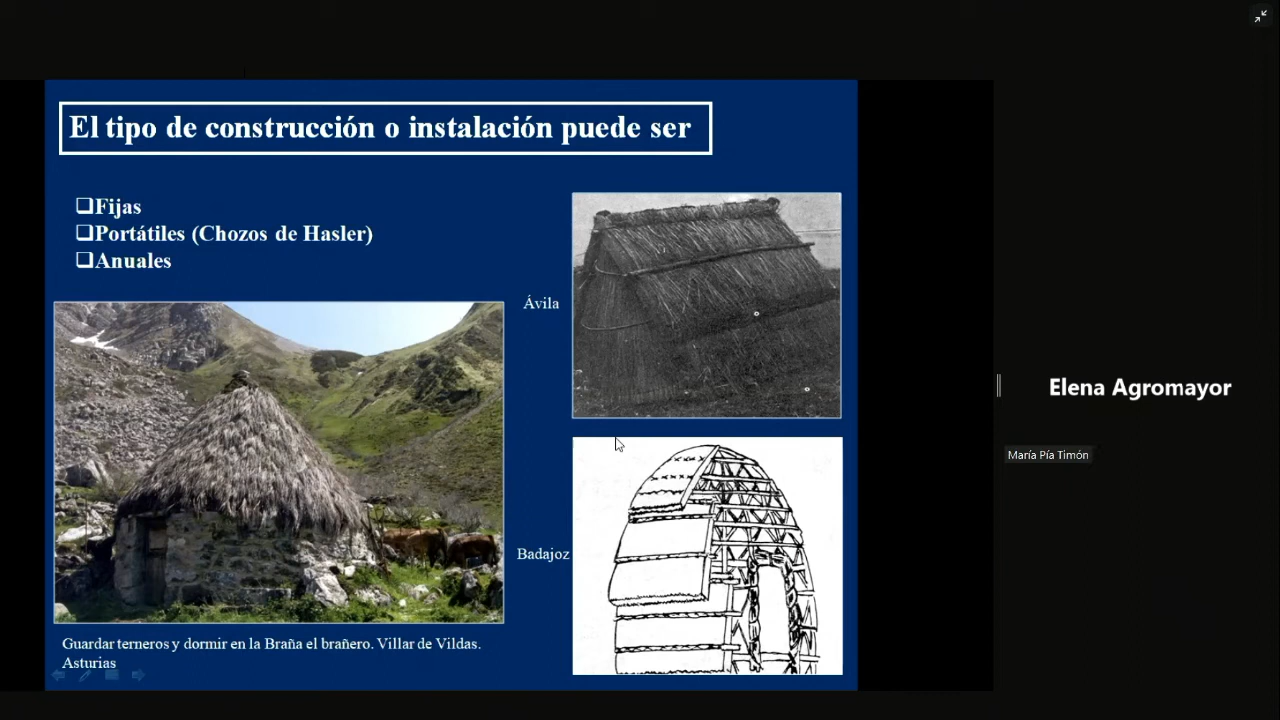 El tipo de construcción o instalación puede ser
❑Fijas
❑Portátiles (Chozos de Hasler)
❑Anuales
Ávila
Badajoz
Guardar terneros y dormir en la Braña el brañero. Villar de Vildas.
Asturias
Elena Agromayor
María Pía Timón